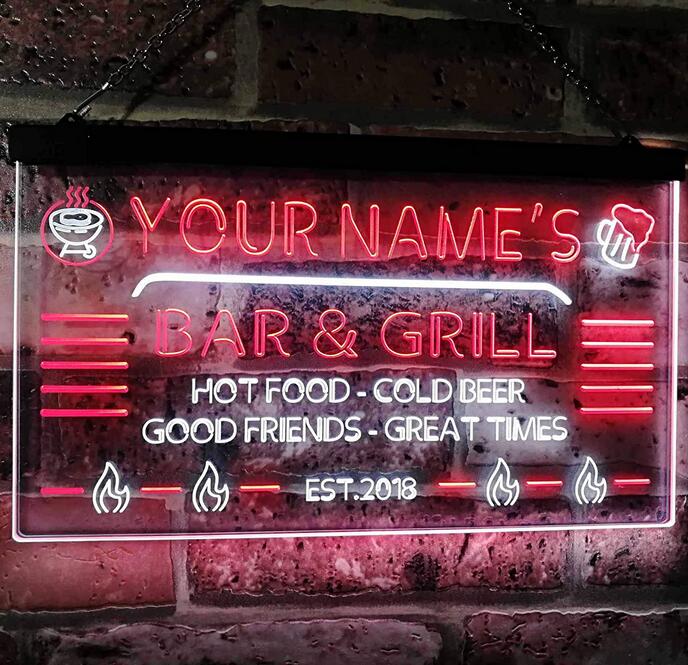 YOUR NAME'S
BAR & GRILL
HOT FOOD - COLD BEER
GOOD FRIENDS - GREAT TIMES
EST.2018